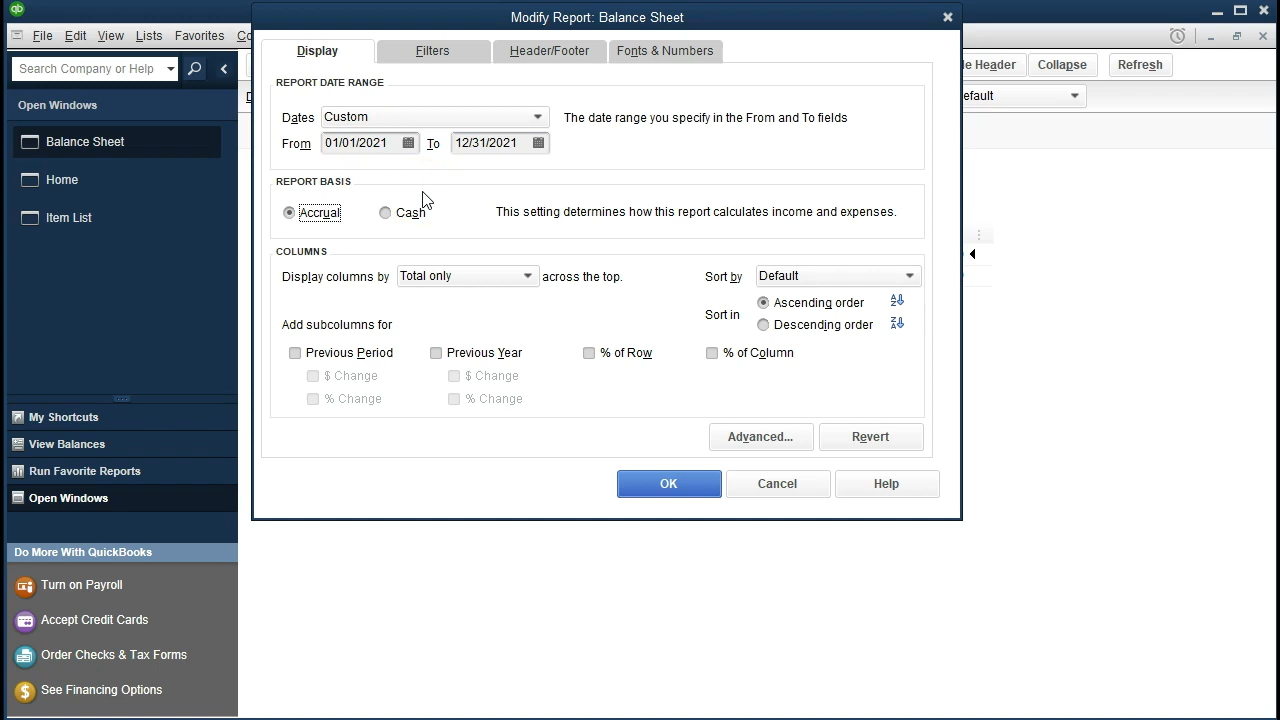 qb
Modify Report: Balance Sheet
File Edit View Lists Favorites
Search Company or Help
Display Filters Header/Footer Fonts & Numbers
Collapse Refresh
REPORT DATE RANGE
Open Windows
Dates Custom The date range you specify in the From and To fields
From 01/01/2021 To 12/31/2021
Balance Sheet
Home
Item List
REPORT BASIS
Accrual Cash This setting determines how this report calculates income and expenses.
COLUMNS
Display columns by Total only across the top. Sort by Default
Sort in Ascending order
Descending order
Add subcolumns for
Previous Period Previous Year % of Row % of Column
$ Change $ Change
% Change % Change
Advanced... Revert
OK Cancel Help
My Shortcuts
View Balances
Run Favorite Reports
Open Windows
Do More With QuickBooks
Turn on Payroll
Accept Credit Cards
Order Checks & Tax Forms
See Financing Options